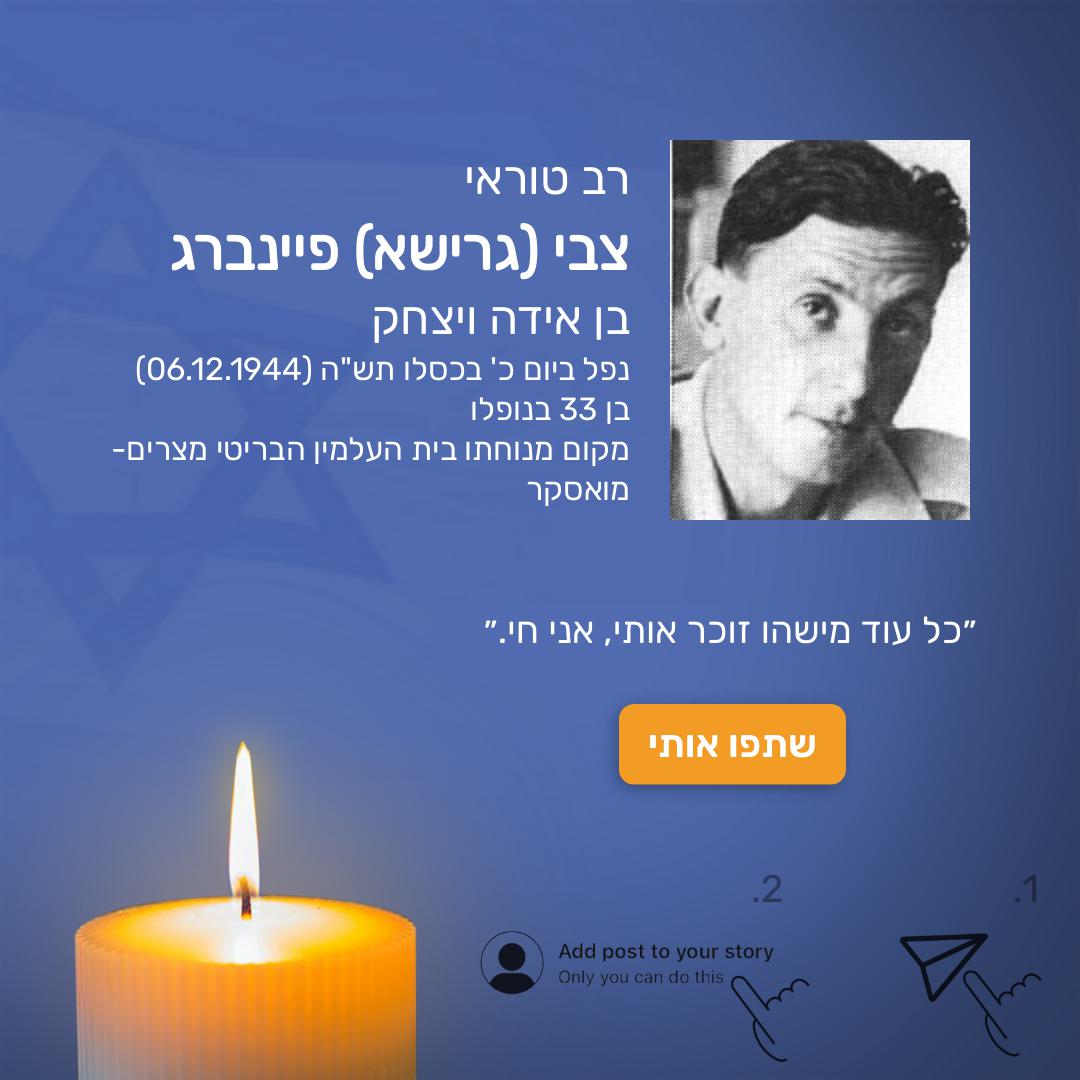 רב טוראי
צבי (גרישא) פיינברג
בן אידה ויצחק
נפל ביום כ' בכסלו תש"ה (06.12.1944)
בן 33 בנופלו
מקום מנוחתו בית העלמין הבריטי מצרים-
מואסקר
״כל עוד מישהו זוכר אותי, אני חי.״
שתפו אותי
1.
2.
Add post to your story
Only you can do this